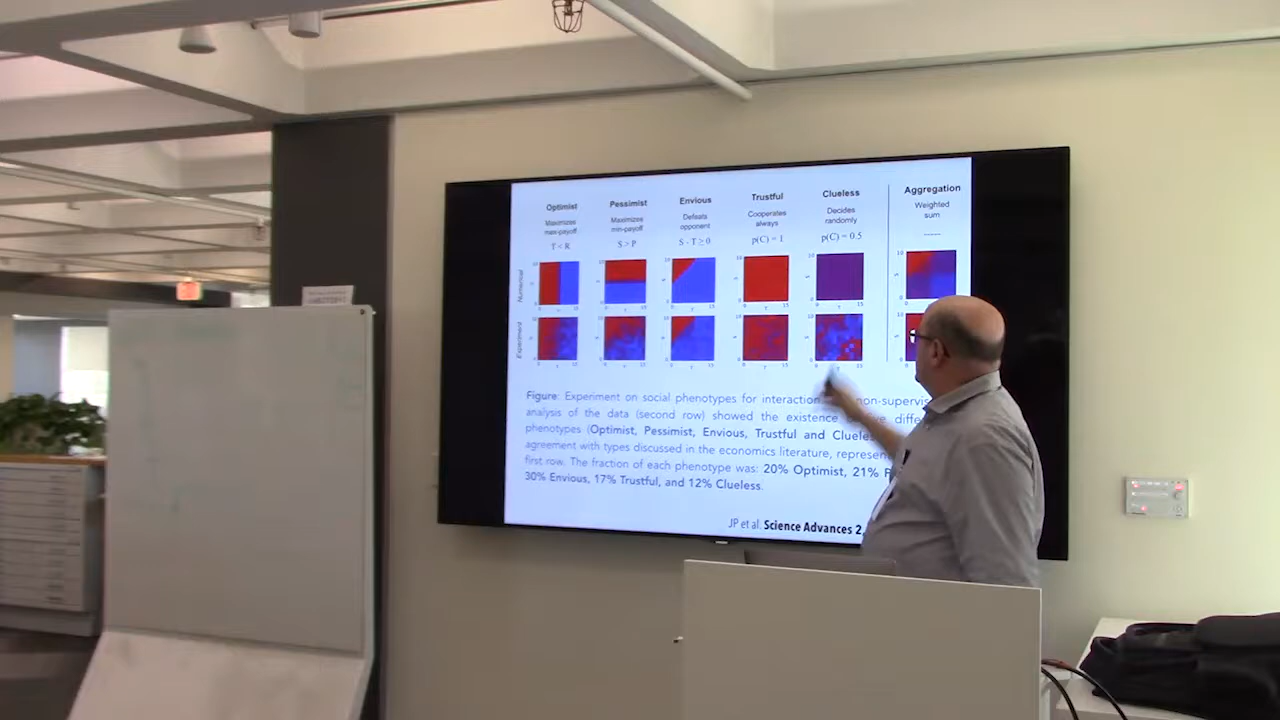 Optimist Pessimist Envious Trustful Clueless Aggregation
Maximizes max-payoff Maximizes min-payoff Defeats opponent Cooperates always Decides randomly Weighted sum
T < R S > P S - T ≥ 0 p(C) = 1 p(C) = 0.5 -----
Numerical
Experiment
Figure: Experiment on social phenotypes for interaction non-supervis
analysis of the data (second row) showed the existence diffe
phenotypes (Optimist, Pessimist, Envious, Trustful and Clueles
agreement with types discussed in the economics literature, represen
first row. The fraction of each phenotype was: 20% Optimist, 21% P
30% Envious, 17% Trustful, and 12% Clueless.
JP et al. Science Advances 2,